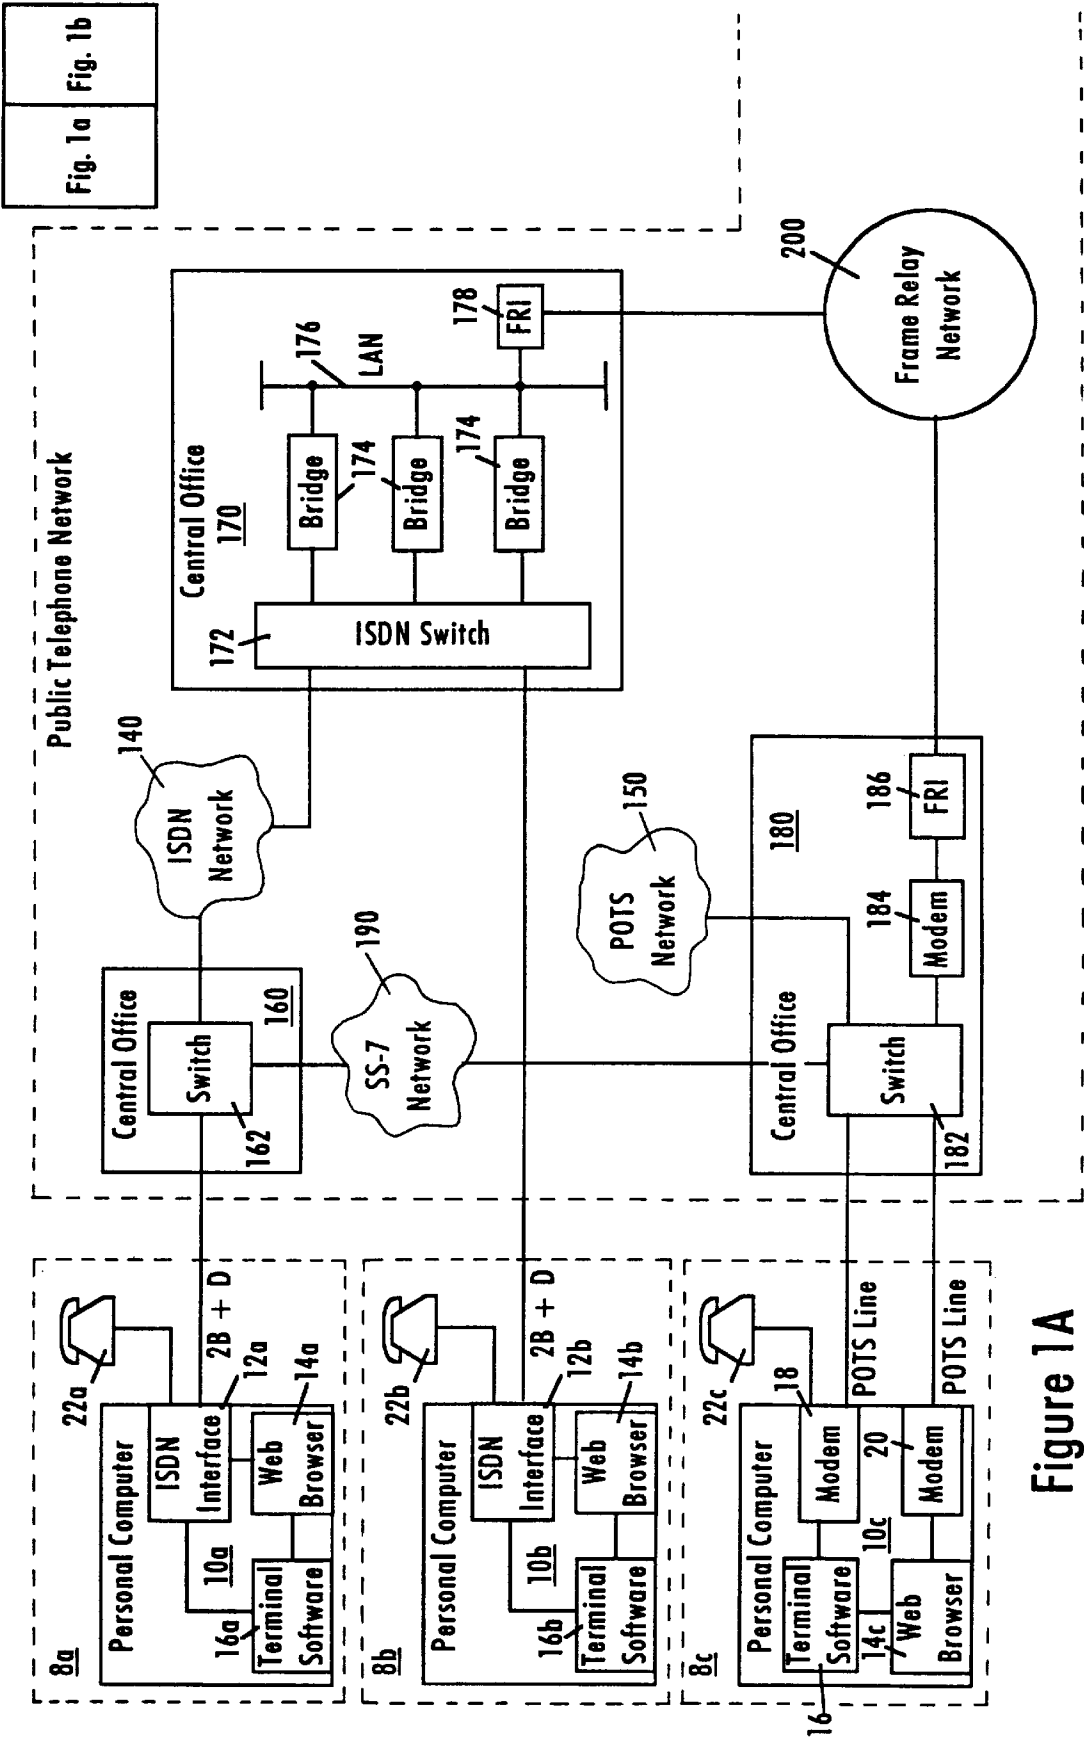 Fig. 1a
Fig. 1b
Public Telephone Network
8a
Personal Computer
22a
ISDN
Interface
12a
2B + D
10a
14a
Web
Browser
16a
Terminal
Software
Central Office
Switch
160
162
140
ISDN
Network
Central Office
170
172
ISDN Switch
Bridge
174
Bridge
174
Bridge
176
LAN
178
FRI
8b
Personal Computer
22b
ISDN
Interface
12b
2B + D
10b
14b
Web
Browser
16b
Terminal
Software
190
SS-7
Network
150
POTS
Network
8c
Personal Computer
22c
18
Modem
POTS Line
Terminal
Software
16
10c
20
Modem
POTS Line
14c
Web
Browser
Central Office
180
Switch
182
184
Modem
186
FRI
200
Frame Relay
Network
Figure 1A